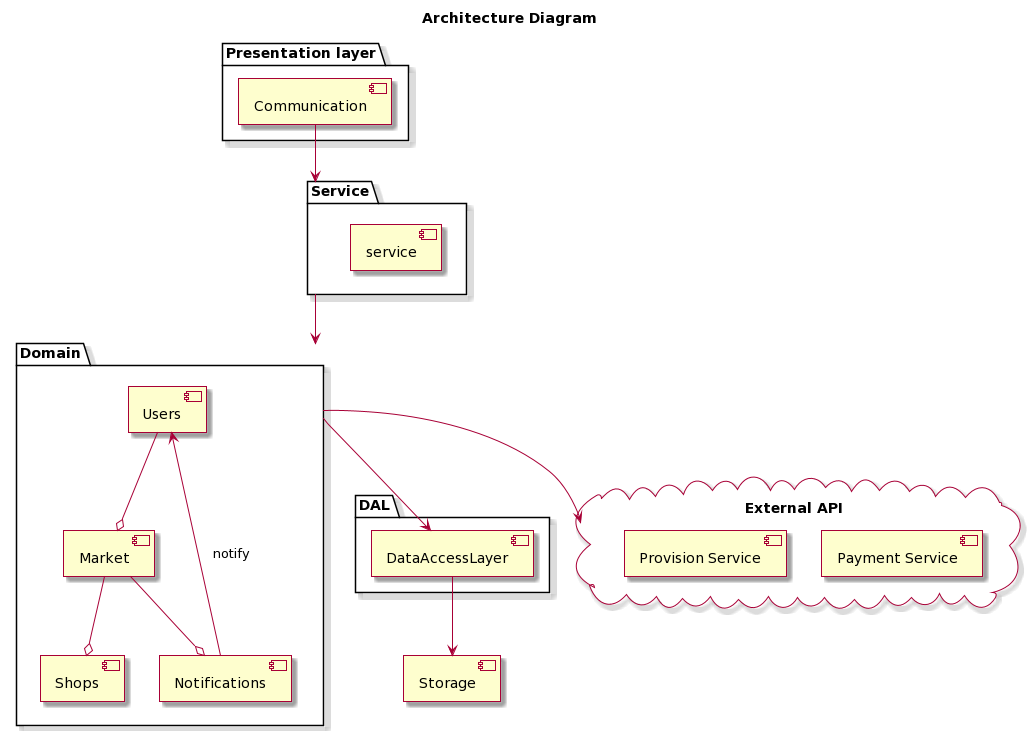 Architecture Diagram
Presentation layer
Communication
Service
service
Domain
Users
Market
notify
Shops
Notifications
DAL
DataAccessLayer
Storage
External API
Provision Service
Payment Service